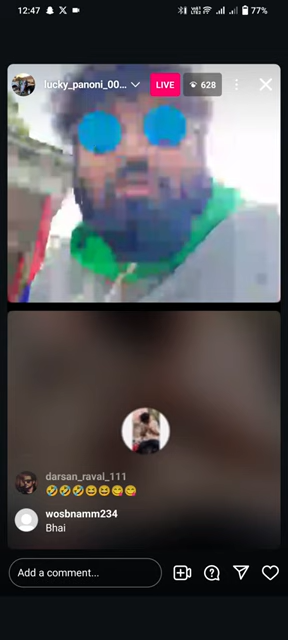 12:47
77%
lucky_panoni_00...
LIVE
628
darsan_raval_111
🤣🤣🤣😆😆😋😋
wosbnamm234
Bhai
Add a comment...